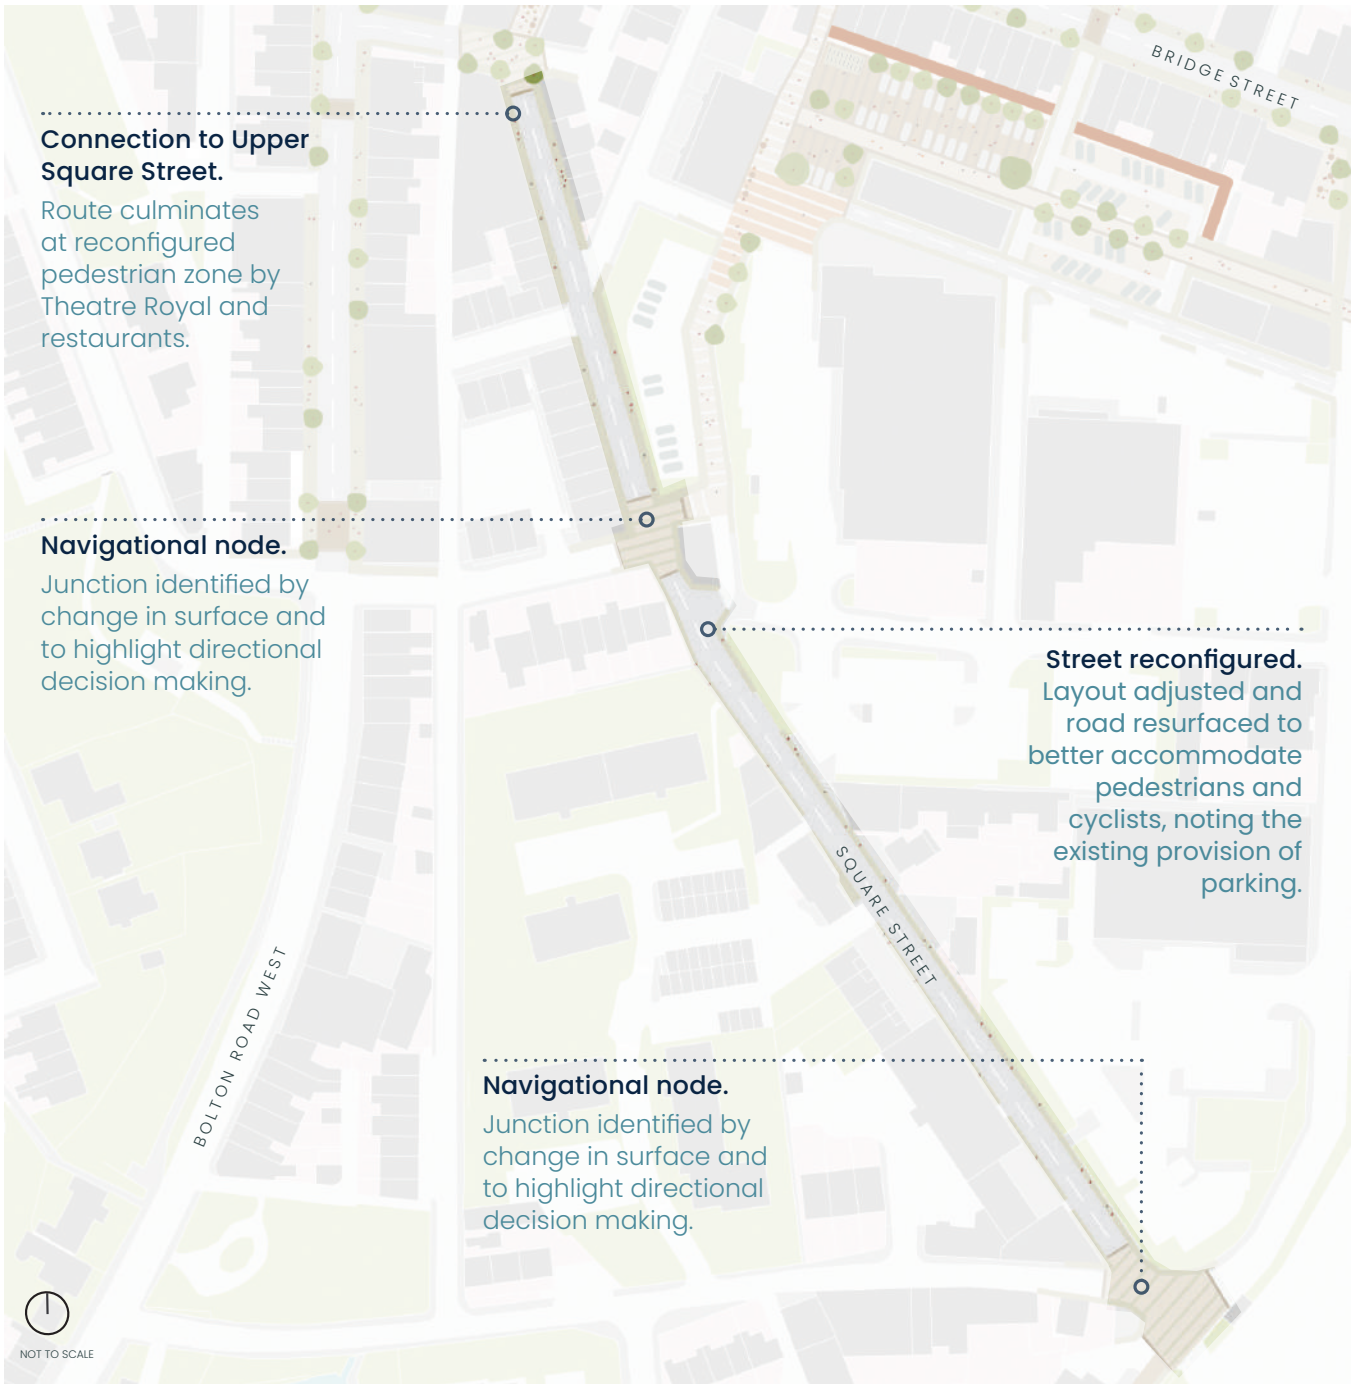 BRIDGE STREET
Connection to Upper
Square Street.
Route culminates
at reconfigured
pedestrian zone by
Theatre Royal and
restaurants.
Navigational node.
Junction identified by
change in surface and
to highlight directional
decision making.
Street reconfigured.
Layout adjusted and
road resurfaced to
better accommodate
pedestrians and
cyclists, noting the
existing provision of
parking.
SQUARE STREET
BOLTON ROAD WEST
Navigational node.
Junction identified by
change in surface and
to highlight directional
decision making.
NOT TO SCALE